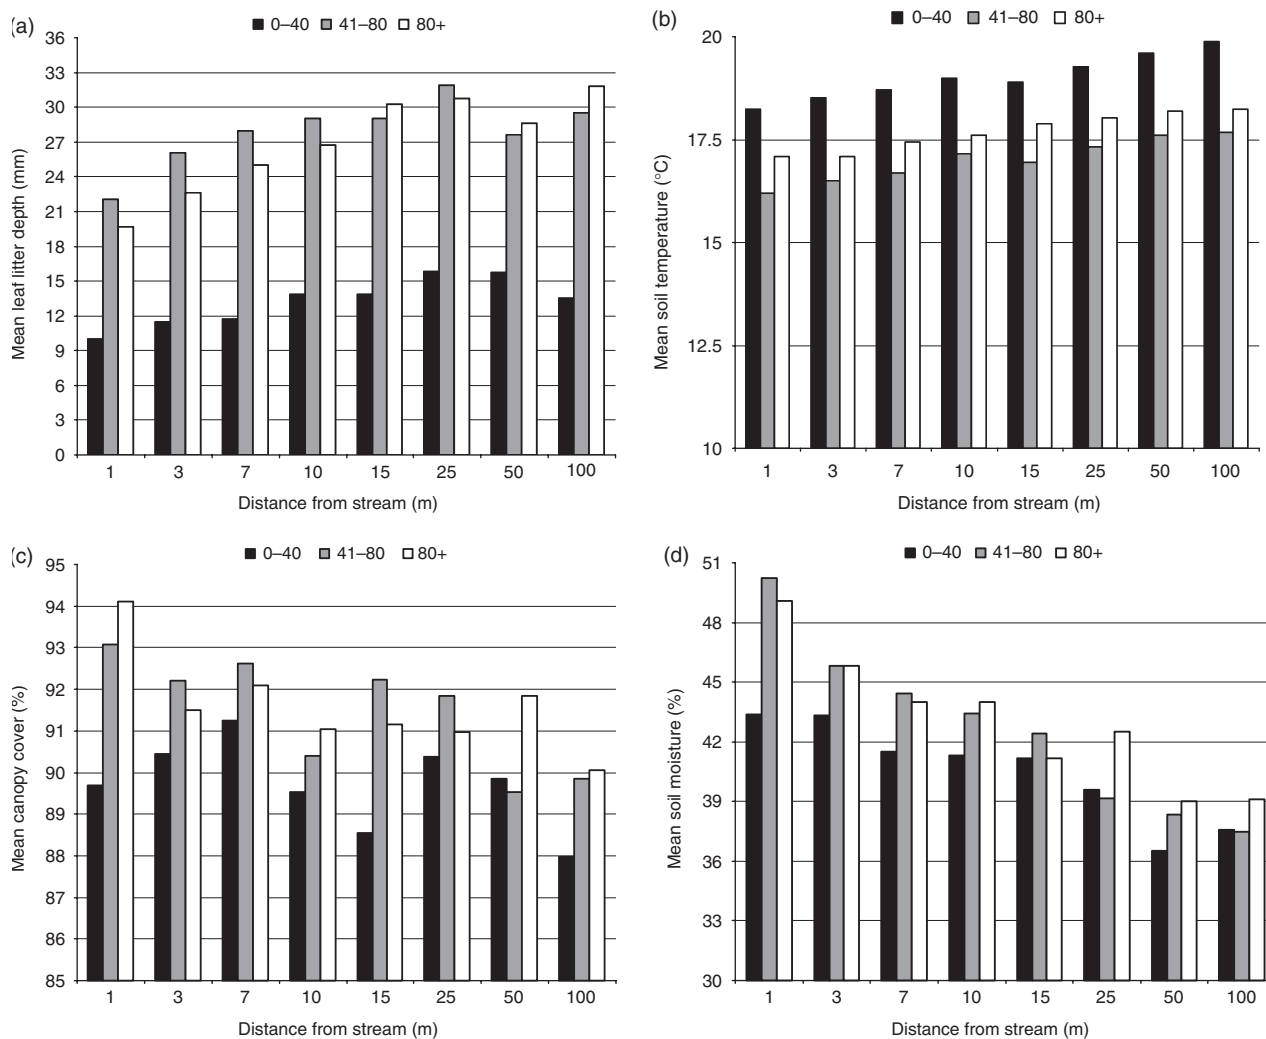 (a)
0–40 41–80 80+
36
33
30
27
24
21
18
15
12
9
6
3
0
Mean leaf litter depth (mm)
1 3 7 10 15 25 50 100
Distance from stream (m)
(b)
0–40 41–80 80+
20
17.5
15
12.5
10
Mean soil temperature (°C)
1 3 7 10 15 25 50 100
Distance from stream (m)
(c)
0–40 41–80 80+
95
94
93
92
91
90
89
88
87
86
85
Mean canopy cover (%)
1 3 7 10 15 25 50 100
Distance from stream (m)
(d)
0–40 41–80 80+
51
48
45
42
39
36
33
30
Mean soil moisture (%)
1 3 7 10 15 25 50 100
Distance from stream (m)